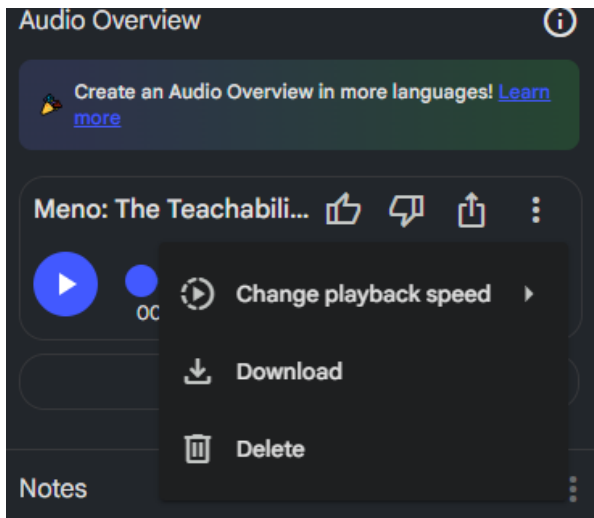 Audio Overview
Create an Audio Overview in more languages! Learn
more
Meno: The Teachabili...
00
Change playback speed
Download
Delete
Notes